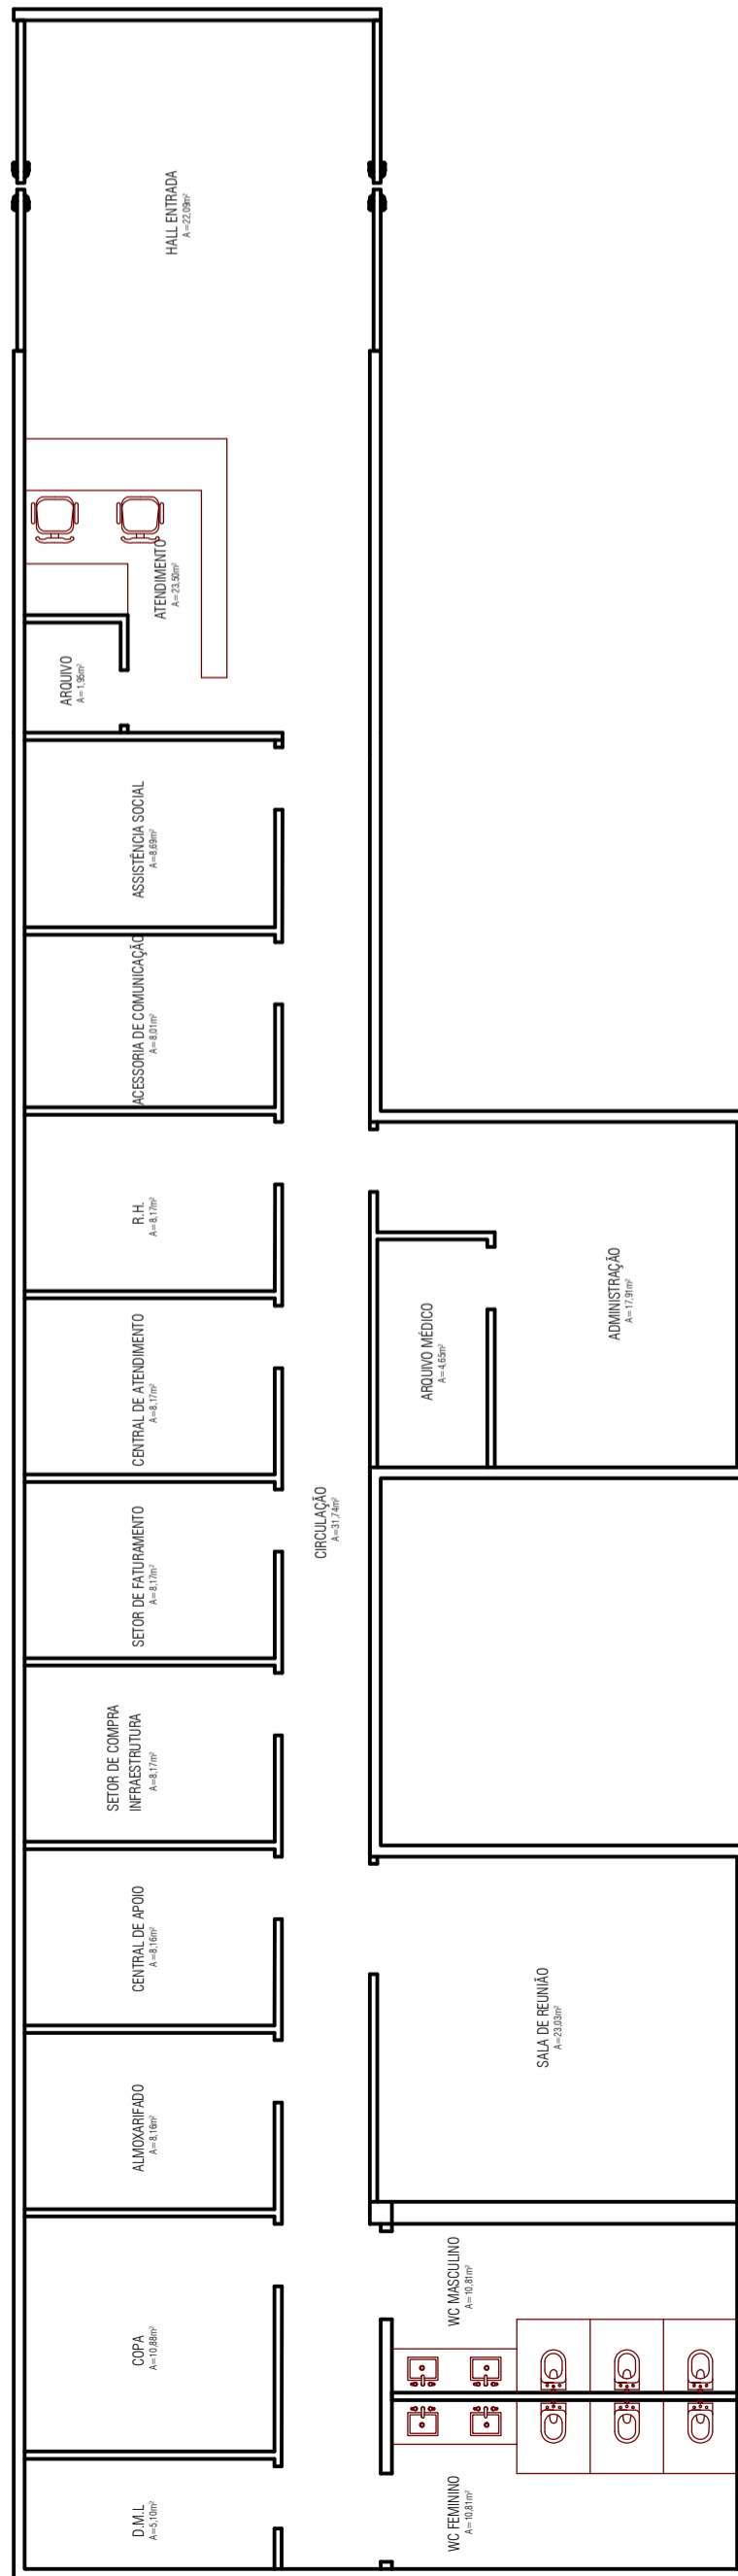 HALL ENTRADA
A=22,09m²
ATENDIMENTO
A=23,50m²
ARQUIVO
A=1,95m²
ASSISTÊNCIA SOCIAL
A=8,69m²
ACESSORIA DE COMUNICAÇÃO
A=8,01m²
R.H.
A=8,17m²
ADMINISTRAÇÃO
A=17,91m²
ARQUIVO MÉDICO
A=4,65m²
CENTRAL DE ATENDIMENTO
A=8,17m²
CIRCULAÇÃO
A=31,74m²
SETOR DE FATURAMENTO
A=8,17m²
SETOR DE COMPRA
INFRAESTRUTURA
A=8,17m²
CENTRAL DE APOIO
A=8,16m²
SALA DE REUNIÃO
A=23,03m²
ALMOXARIFADO
A=8,16m²
WC MASCULINO
A=10,81m²
COPA
A=10,88m²
D.M.L
A=5,10m²
WC FEMININO
A=10,81m²